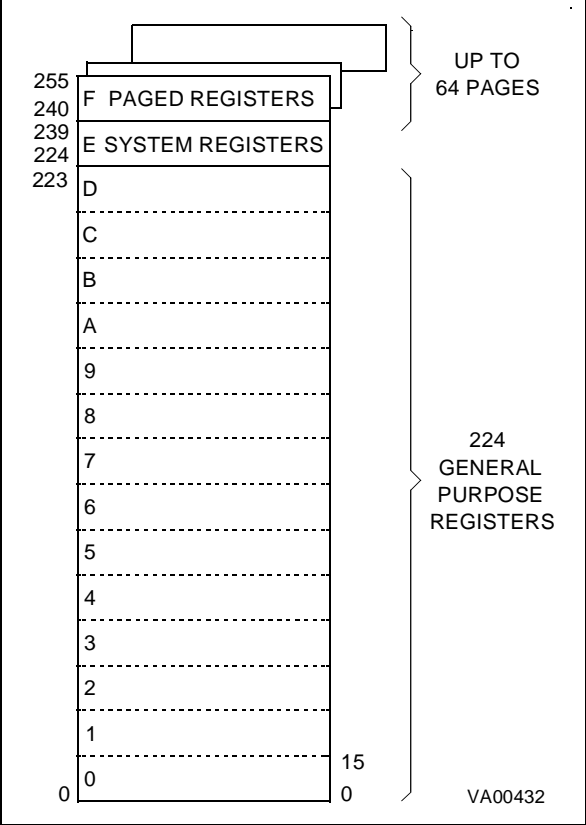 UP TO
64 PAGES
255
F PAGED REGISTERS
240
239
E SYSTEM REGISTERS
224
223
D
C
B
A
9
8
7
6
5
4
3
2
1
0
15
0
0
224
GENERAL
PURPOSE
REGISTERS
VA00432